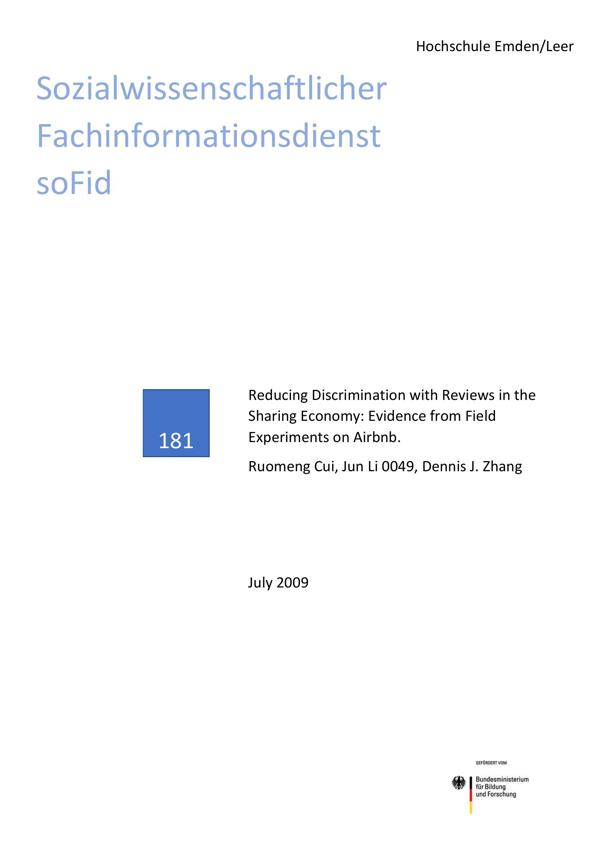 Hochschule Emden/Leer
Sozialwissenschaftlicher
Fachinformationsdienst
soFid
181
Reducing Discrimination with Reviews in the
Sharing Economy: Evidence from Field
Experiments on Airbnb.
Ruomeng Cui, Jun Li 0049, Dennis J. Zhang
July 2009
GEFÖRDERT VOM
Bundesministerium
für Bildung
und Forschung